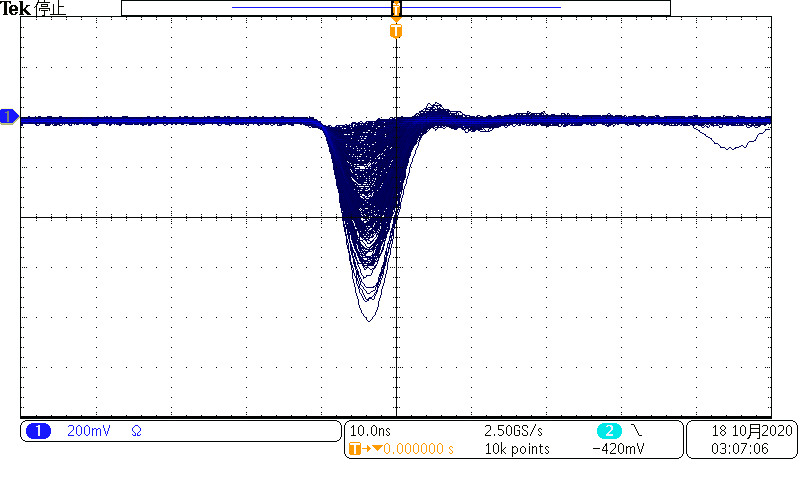 Tek 停止
T
T
1
1 200mV Ω 10.0ns 2.50GS/s 2 -420mV 18 10月2020
T→▼0.000000 s 10k points 03:07:06